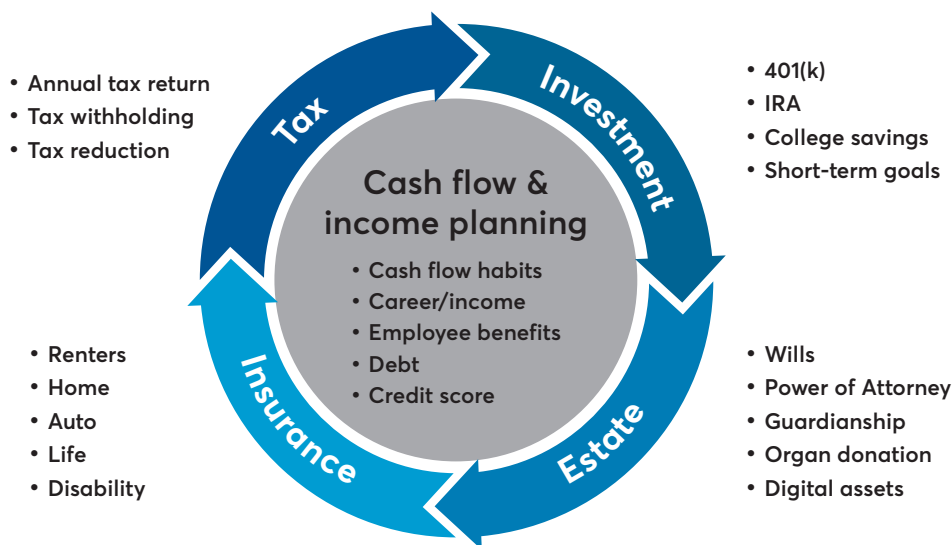 Tax
• Annual tax return
• Tax withholding
• Tax reduction
Investment
• 401(k)
• IRA
• College savings
• Short-term goals
Cash flow &
income planning
• Cash flow habits
• Career/income
• Employee benefits
• Debt
• Credit score
Insurance
• Renters
• Home
• Auto
• Life
• Disability
Estate
• Wills
• Power of Attorney
• Guardianship
• Organ donation
• Digital assets